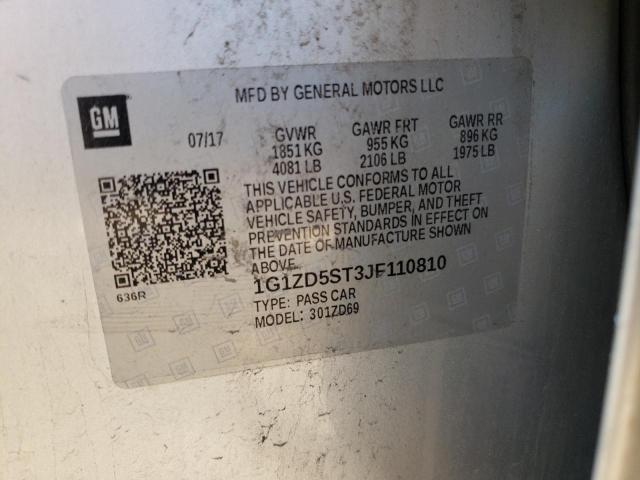 GM
MFD BY GENERAL MOTORS LLC
07/17 GVWR GAWR FRT GAWR RR
1851 KG 955 KG 896 KG
4081 LB 2106 LB 1975 LB
THIS VEHICLE CONFORMS TO ALL
APPLICABLE U.S. FEDERAL MOTOR
VEHICLE SAFETY, BUMPER, AND THEFT
PREVENTION STANDARDS IN EFFECT ON
THE DATE OF MANUFACTURE SHOWN
ABOVE.
636R
1G1ZD5ST3JF110810
TYPE: PASS CAR
MODEL: 301ZD69